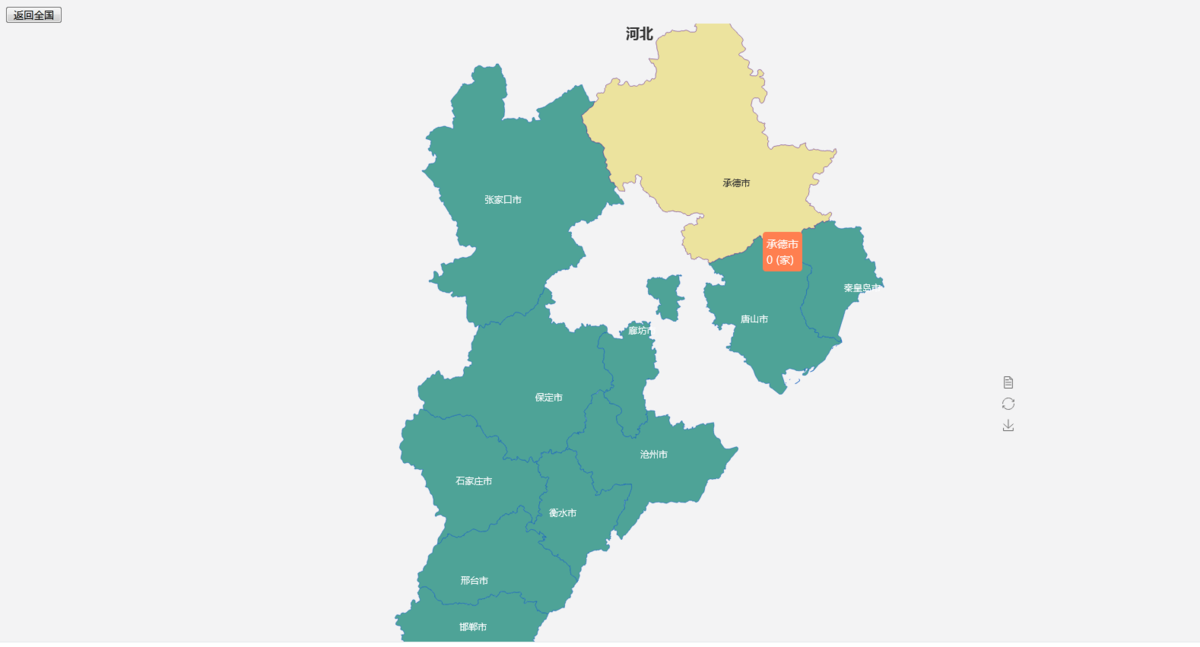 返回全国
河北
承德市
张家口市
承德市
0 (家)
秦皇岛市
唐山市
廊坊市
保定市
沧州市
石家庄市
衡水市
邢台市
邯郸市